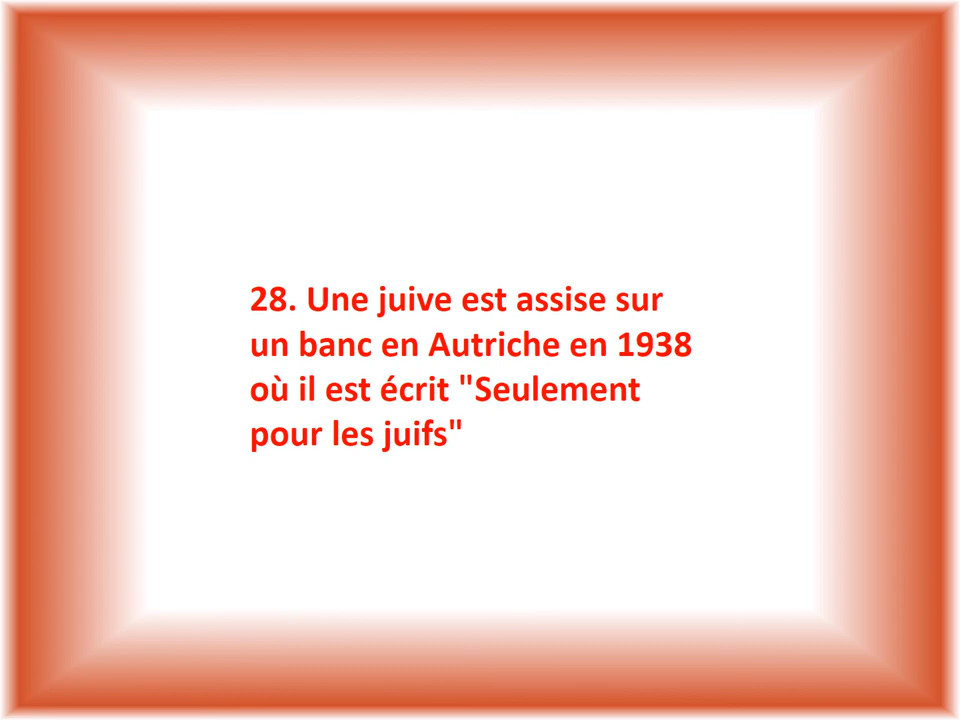 28. Une juive est assise sur
un banc en Autriche en 1938
où il est écrit "Seulement
pour les juifs"